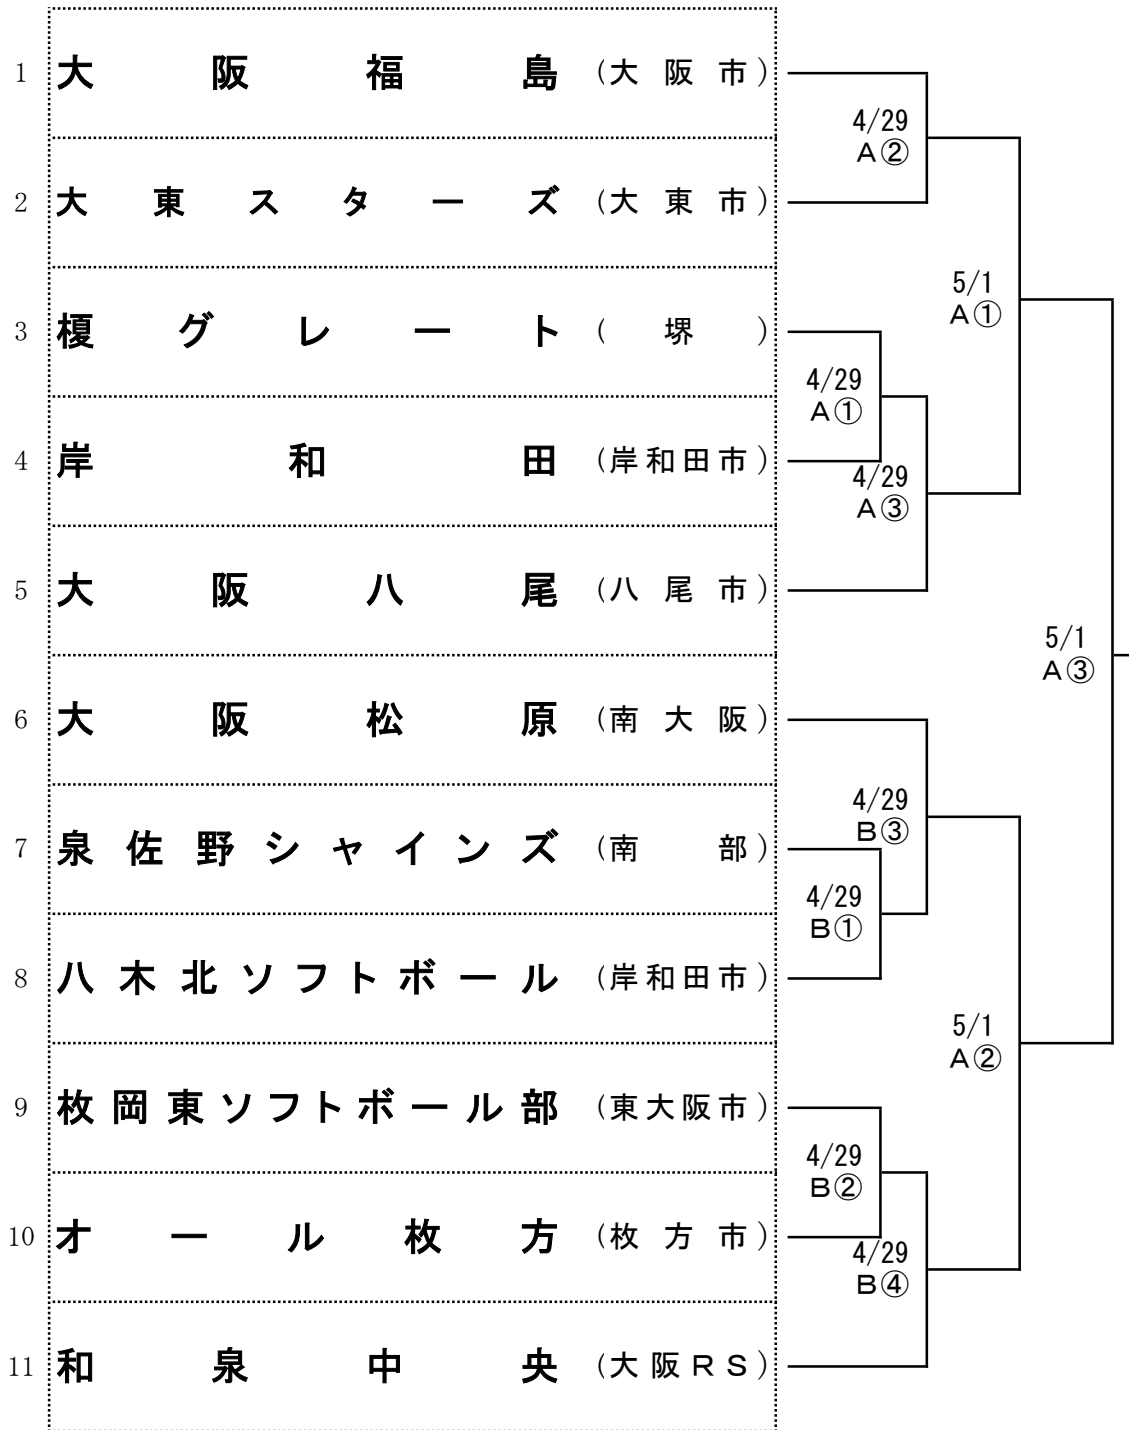 1 大阪福島 (大阪市)
4/29
A②
2 大東スターズ (大東市)
5/1
A①
3 榎グレート (堺)
4/29
A①
4 岸和田 (岸和田市)
4/29
A③
5 大阪八尾 (八尾市)
5/1
A③
6 大阪松原 (南大阪)
4/29
B③
7 泉佐野シャインズ (南部)
4/29
B①
8 八木北ソフトボール (岸和田市)
5/1
A②
9 枚岡東ソフトボール部 (東大阪市)
4/29
B②
10 オール枚方 (枚方市)
4/29
B④
11 和泉中央 (大阪RS)